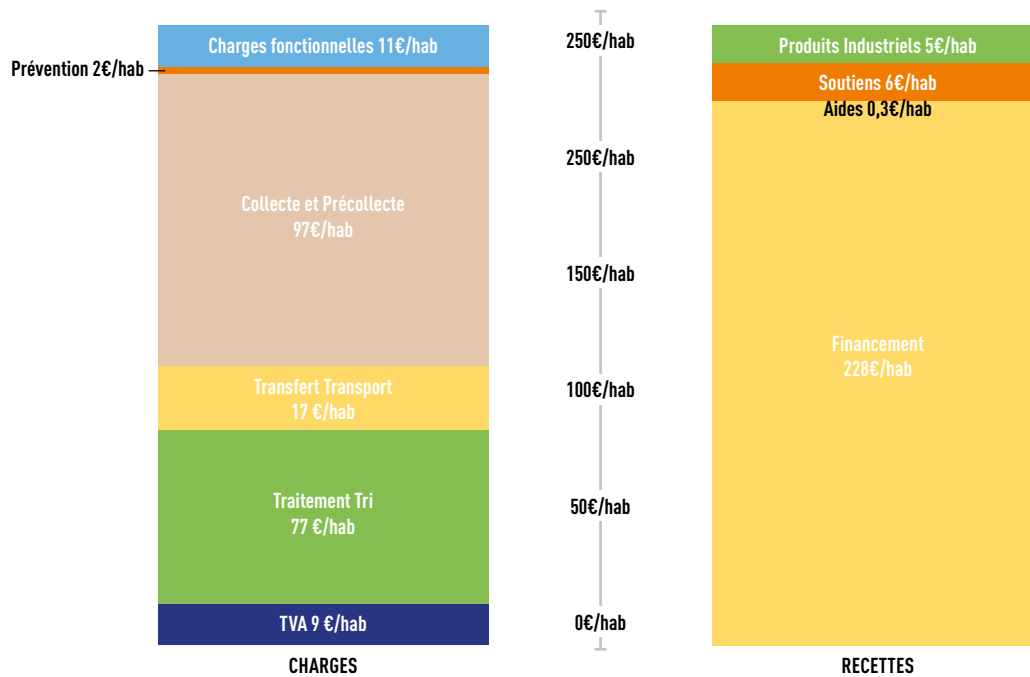 Charges fonctionnelles 11€/hab
Prévention 2€/hab
Collecte et Précollecte
97€/hab
Transfert Transport
17 €/hab
Traitement Tri
77 €/hab
TVA 9 €/hab
CHARGES
250€/hab
250€/hab
150€/hab
100€/hab
50€/hab
0€/hab
Produits Industriels 5€/hab
Soutiens 6€/hab
Aides 0,3€/hab
Financement
228€/hab
RECETTES